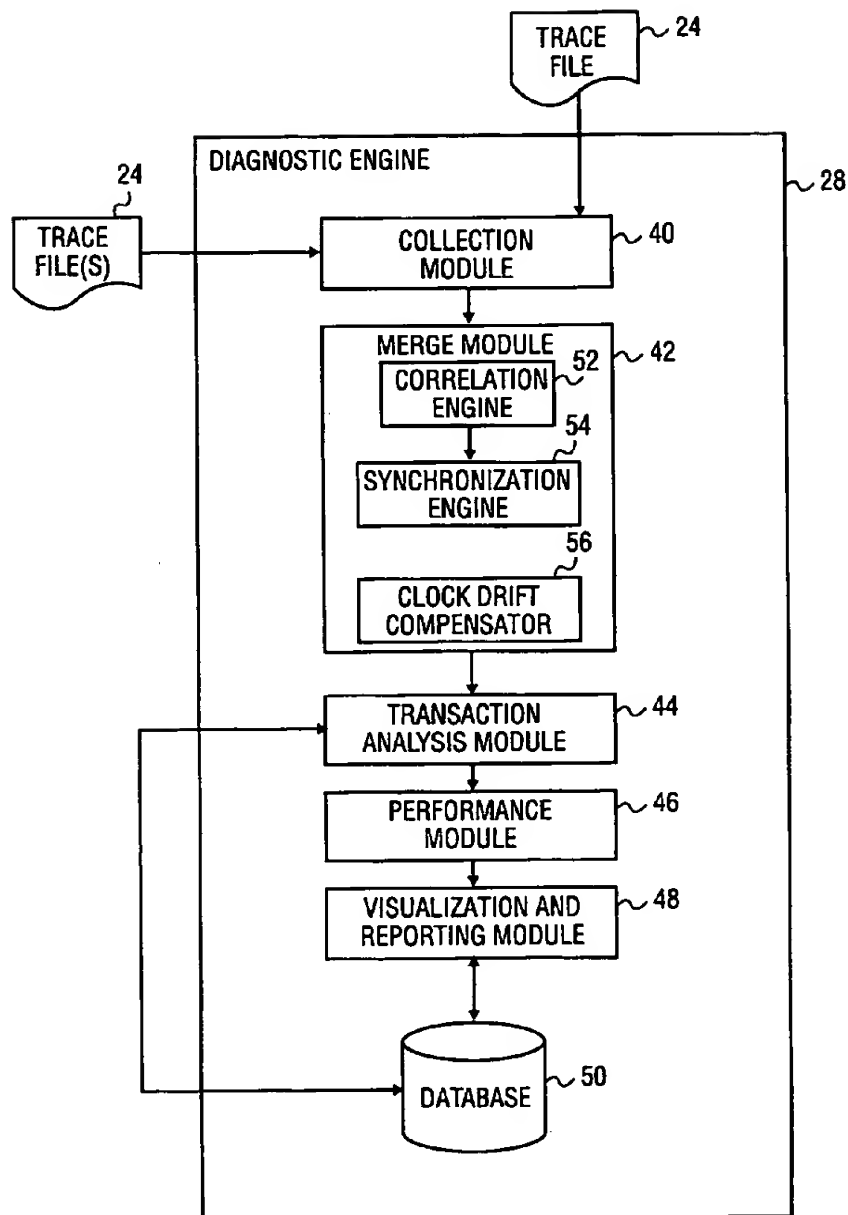 TRACE
FILE
24
DIAGNOSTIC ENGINE
28
24
TRACE
FILE(S)
COLLECTION
MODULE
40
MERGE MODULE
42
CORRELATION
ENGINE
52
54
SYNCHRONIZATION
ENGINE
56
CLOCK DRIFT
COMPENSATOR
TRANSACTION
ANALYSIS MODULE
44
PERFORMANCE
MODULE
46
VISUALIZATION AND
REPORTING MODULE
48
DATABASE
50